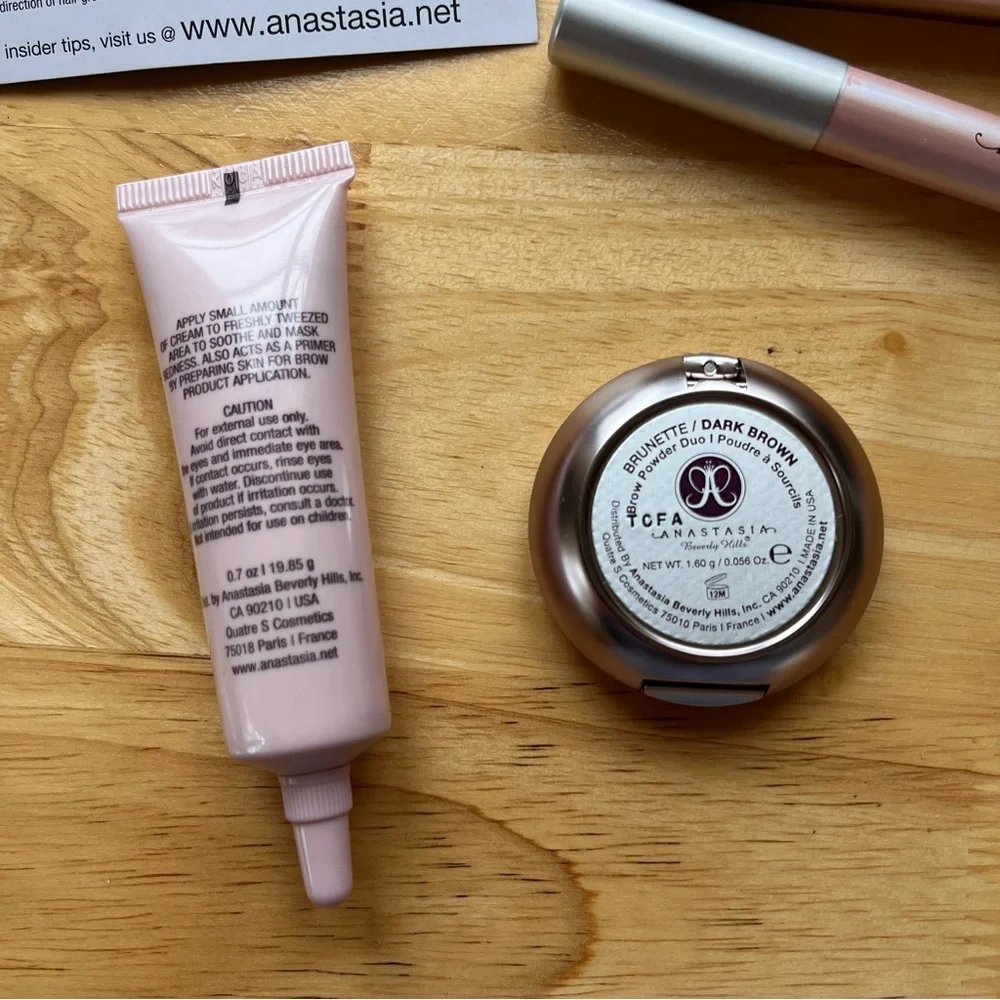 direction of hair
insider tips, visit us @ www.anastasia.net
APPLY SMALL AMOUNT
OF CREAM TO FRESHLY TWEEZED
AREA TO SOOTHE AND MASK
REDNESS. ALSO ACTS AS A PRIMER
BY PREPARING SKIN FOR BROW
PRODUCT APPLICATION.
CAUTION
For external use only.
Avoid direct contact with
the eyes and immediate eye area.
If contact occurs, rinse eyes
with water. Discontinue use
of product if irritation occurs.
irritation persists, consult a doctor.
Not intended for use on children.
0.7 oz | 19.85 g
by Anastasia Beverly Hills, Inc.
CA 90210 | USA
Quatre S Cosmetics
75018 Paris | France
www.anastasia.net
BRUNETTE / DARK BROWN
Brow Powder Duo | Poudre à Sourcils
A
TCFA
ANASTASIA
Beverly Hills®
NET WT. 1.60 g / 0.056 Oz. e
12M
Distributed By Anastasia Beverly Hills, Inc. CA 90210 | MADE IN USA
Quatre S Cosmetics 75010 Paris | France | www.anastasia.net